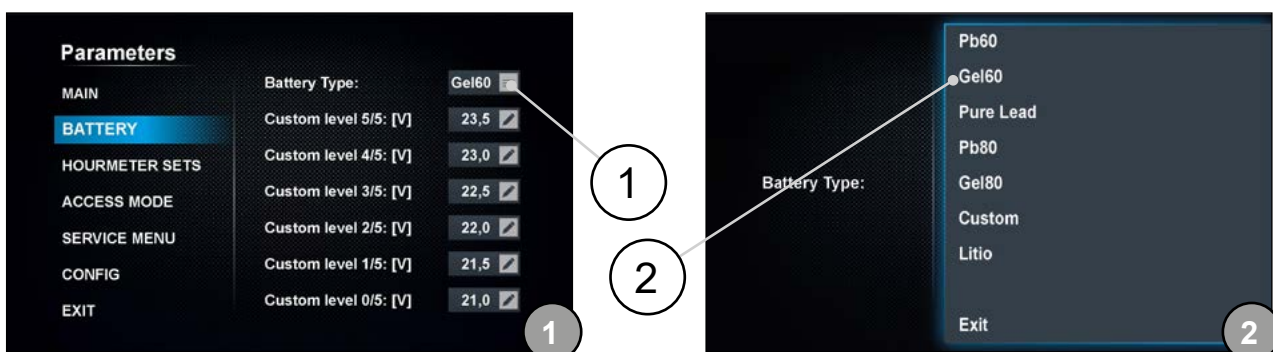 Parameters
MAIN
BATTERY
HOURMETER SETS
ACCESS MODE
SERVICE MENU
CONFIG
EXIT
Battery Type: Gel60
Custom level 5/5: [V] 23,5
Custom level 4/5: [V] 23,0
Custom level 3/5: [V] 22,5
Custom level 2/5: [V] 22,0
Custom level 1/5: [V] 21,5
Custom level 0/5: [V] 21,0
1
1
2
Battery Type:
Pb60
Gel60
Pure Lead
Pb80
Gel80
Custom
Litio
Exit
2